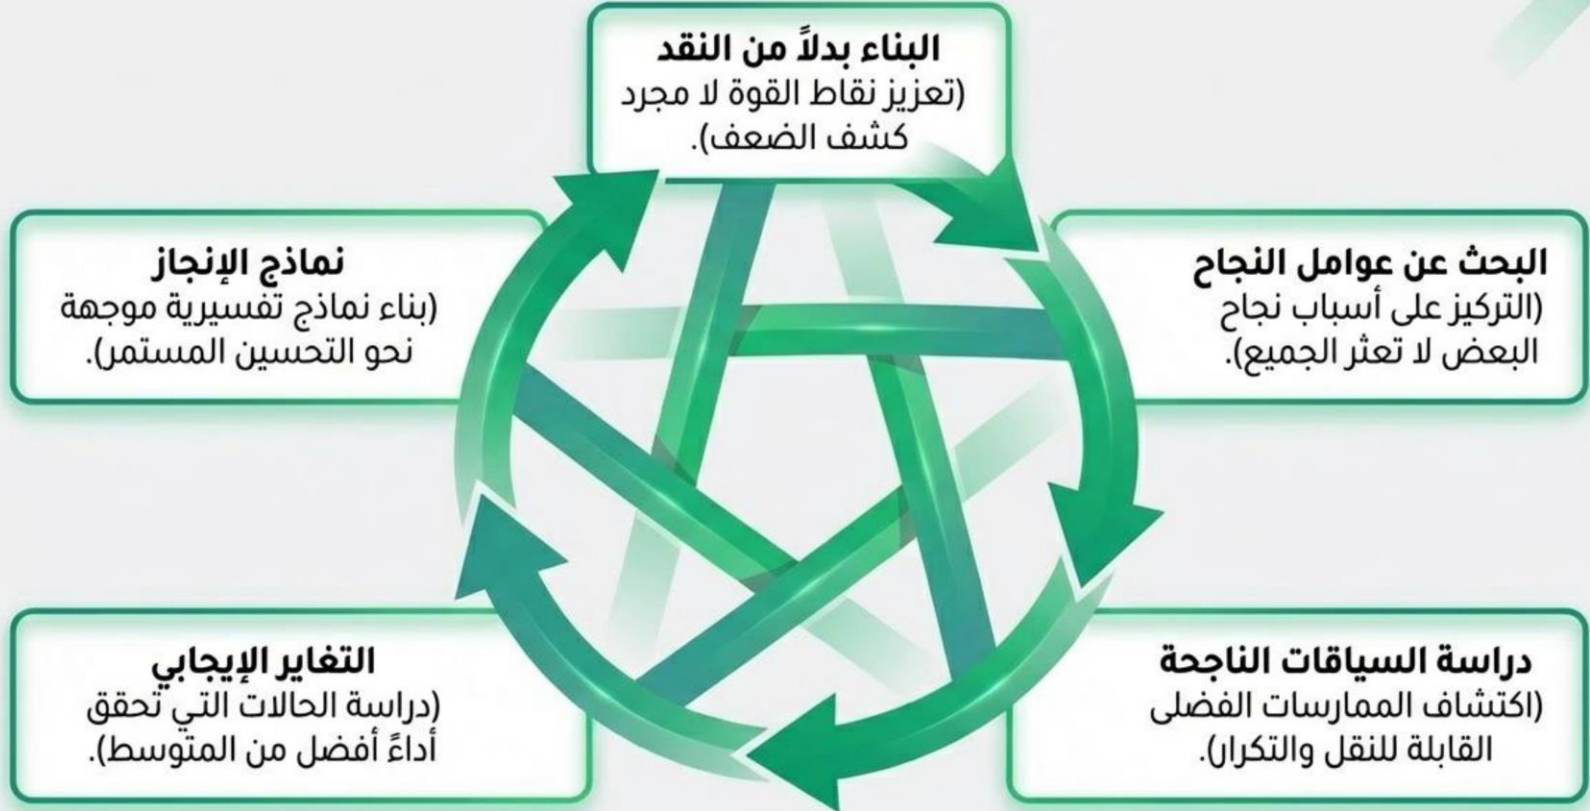 البناء بدلاً من النقد
(تعزيز نقاط القوة لا مجرد
كشف الضعف).
البحث عن عوامل النجاح
(التركيز على أسباب نجاح
البعض لا تعثر الجميع).
دراسة السياقات الناجحة
(اكتشاف الممارسات الفضلى
القابلة للنقل والتكرار).
التغاير الإيجابي
(دراسة الحالات التي تحقق
أداءً أفضل من المتوسط).
نماذج الإنجاز
(بناء نماذج تفسيرية موجهة
نحو التحسين المستمر).